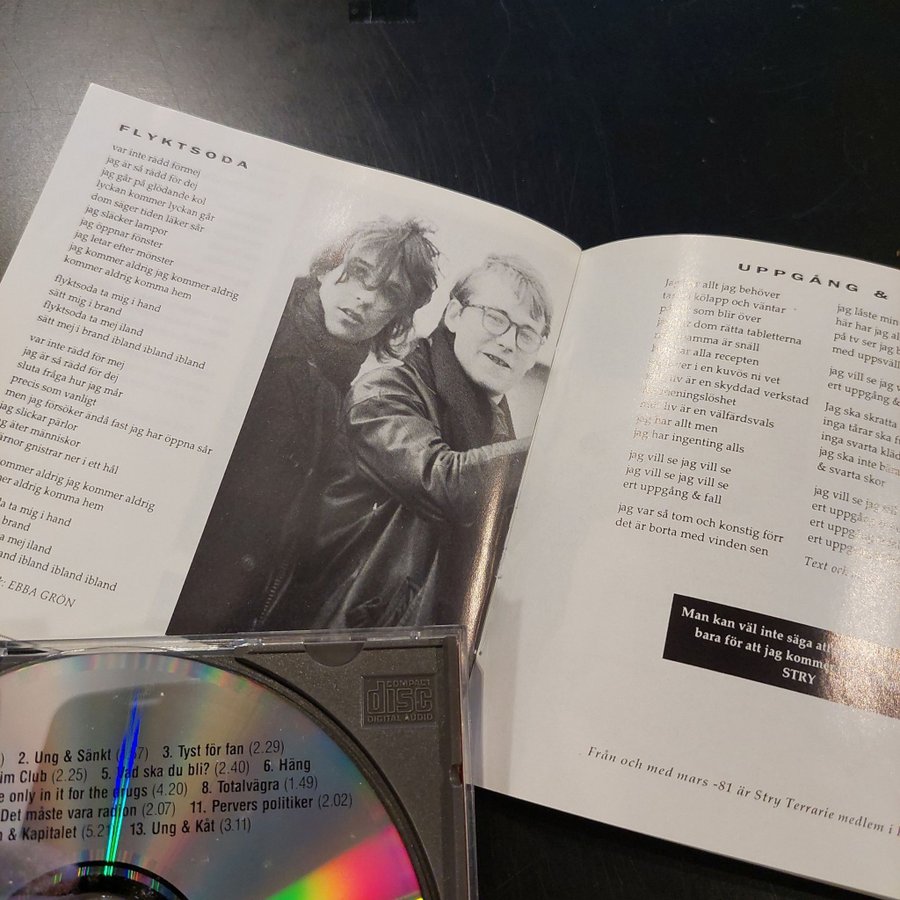 FLYKTSODA
var inte rädd förmej
jag är så rädd för dej
jag går på glödande kol
lyckan kommer lyckan går
dom säger tiden läker sår
jag släcker lampor
jag öppnar fönster
jag letar efter mönster
jag kommer aldrig jag kommer aldrig
kommer aldrig komma hem
flyktsoda ta mig i hand
sätt mig i brand
flyktsoda ta mej iland
sätt mej i brand ibland ibland ibland
var inte rädd för mej
jag är så rädd för dej
sluta fråga hur jag mår
precis som vanligt
men jag försöker ändå fast jag har öppna sår
jag slickar pärlor
äter människor
gnistrar ner i ett hål
kommer aldrig jag kommer aldrig
aldrig komma hem
ta mig i hand
brand
ta mej iland
ibland ibland ibland
EBBA GRÖN
UPPGÅNG &
allt jag behöver
kölapp och väntar
som blir över
dom rätta tabletterna
mamma är snäll
alla recepten
i en kuvös ni vet
liv är en skyddad verkstad
meningslöshet
liv är en välfärdsvals
jag har allt men
jag har ingenting alls
jag vill se jag vill se
jag vill se jag vill se
ert uppgång & fall
jag var så tom och konstig förr
det är borta med vinden sen
jag låste min
här har jag
på tv ser jag
med uppsväl
jag vill se jag
ert uppgång &
Jag ska skratta
inga tårar ska
inga svarta
jag ska inte
& svarta skor
jag vill se jag
ert uppgång
ert uppgång
ert uppgång
Text
Man kan väl inte säga att
bara för att jag
STRY
Från och med mars -81 är Stry Terrarie medlem i
COMPACT
disc
DIGITAL AUDIO
2. Ung & Sänkt 3. Tyst för fan (2.29)
Club (2.25) 5. Vad ska du bli? (2.40) 6. Häng
only in it for the drugs (4.20) 8. Totalvägra (1.49)
Det måste vara radion (2.07) 11. Pervers politiker (2.02)
& Kapitalet 13. Ung & Kåt (3.11)